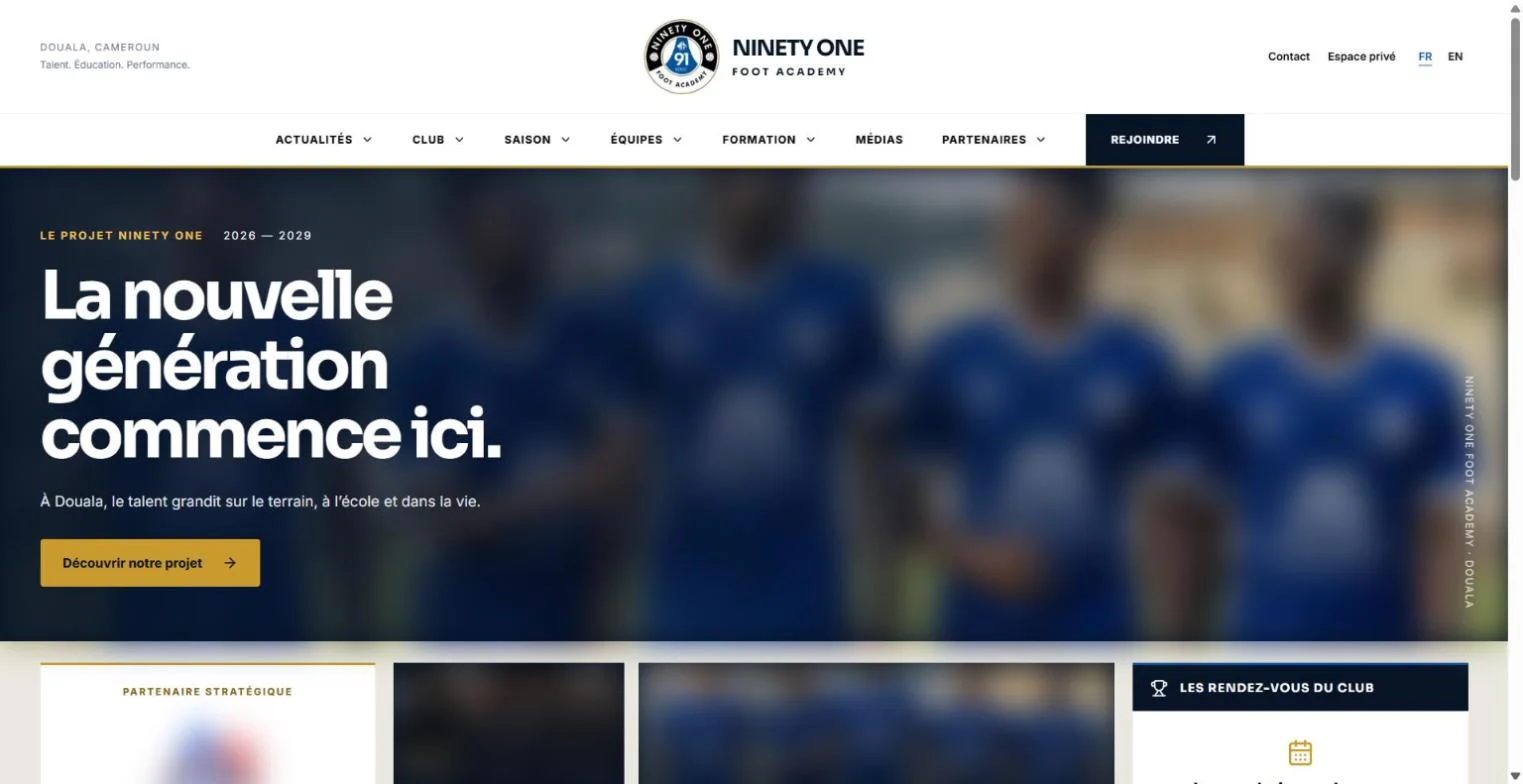 DOUALA, CAMEROUN
Talent. Éducation. Performance.
NINETY ONE
91
FOOT ACADEMY
NINETY ONE
FOOT ACADEMY
Contact
Espace privé
FR
EN
ACTUALITÉS
CLUB
SAISON
ÉQUIPES
FORMATION
MÉDIAS
PARTENAIRES
REJOINDRE
LE PROJET NINETY ONE
2026 — 2029
La nouvelle
génération
commence ici.
À Douala, le talent grandit sur le terrain, à l’école et dans la vie.
Découvrir notre projet
NINETY ONE FOOT ACADEMY · DOUALA
PARTENAIRE STRATÉGIQUE
LES RENDEZ-VOUS DU CLUB